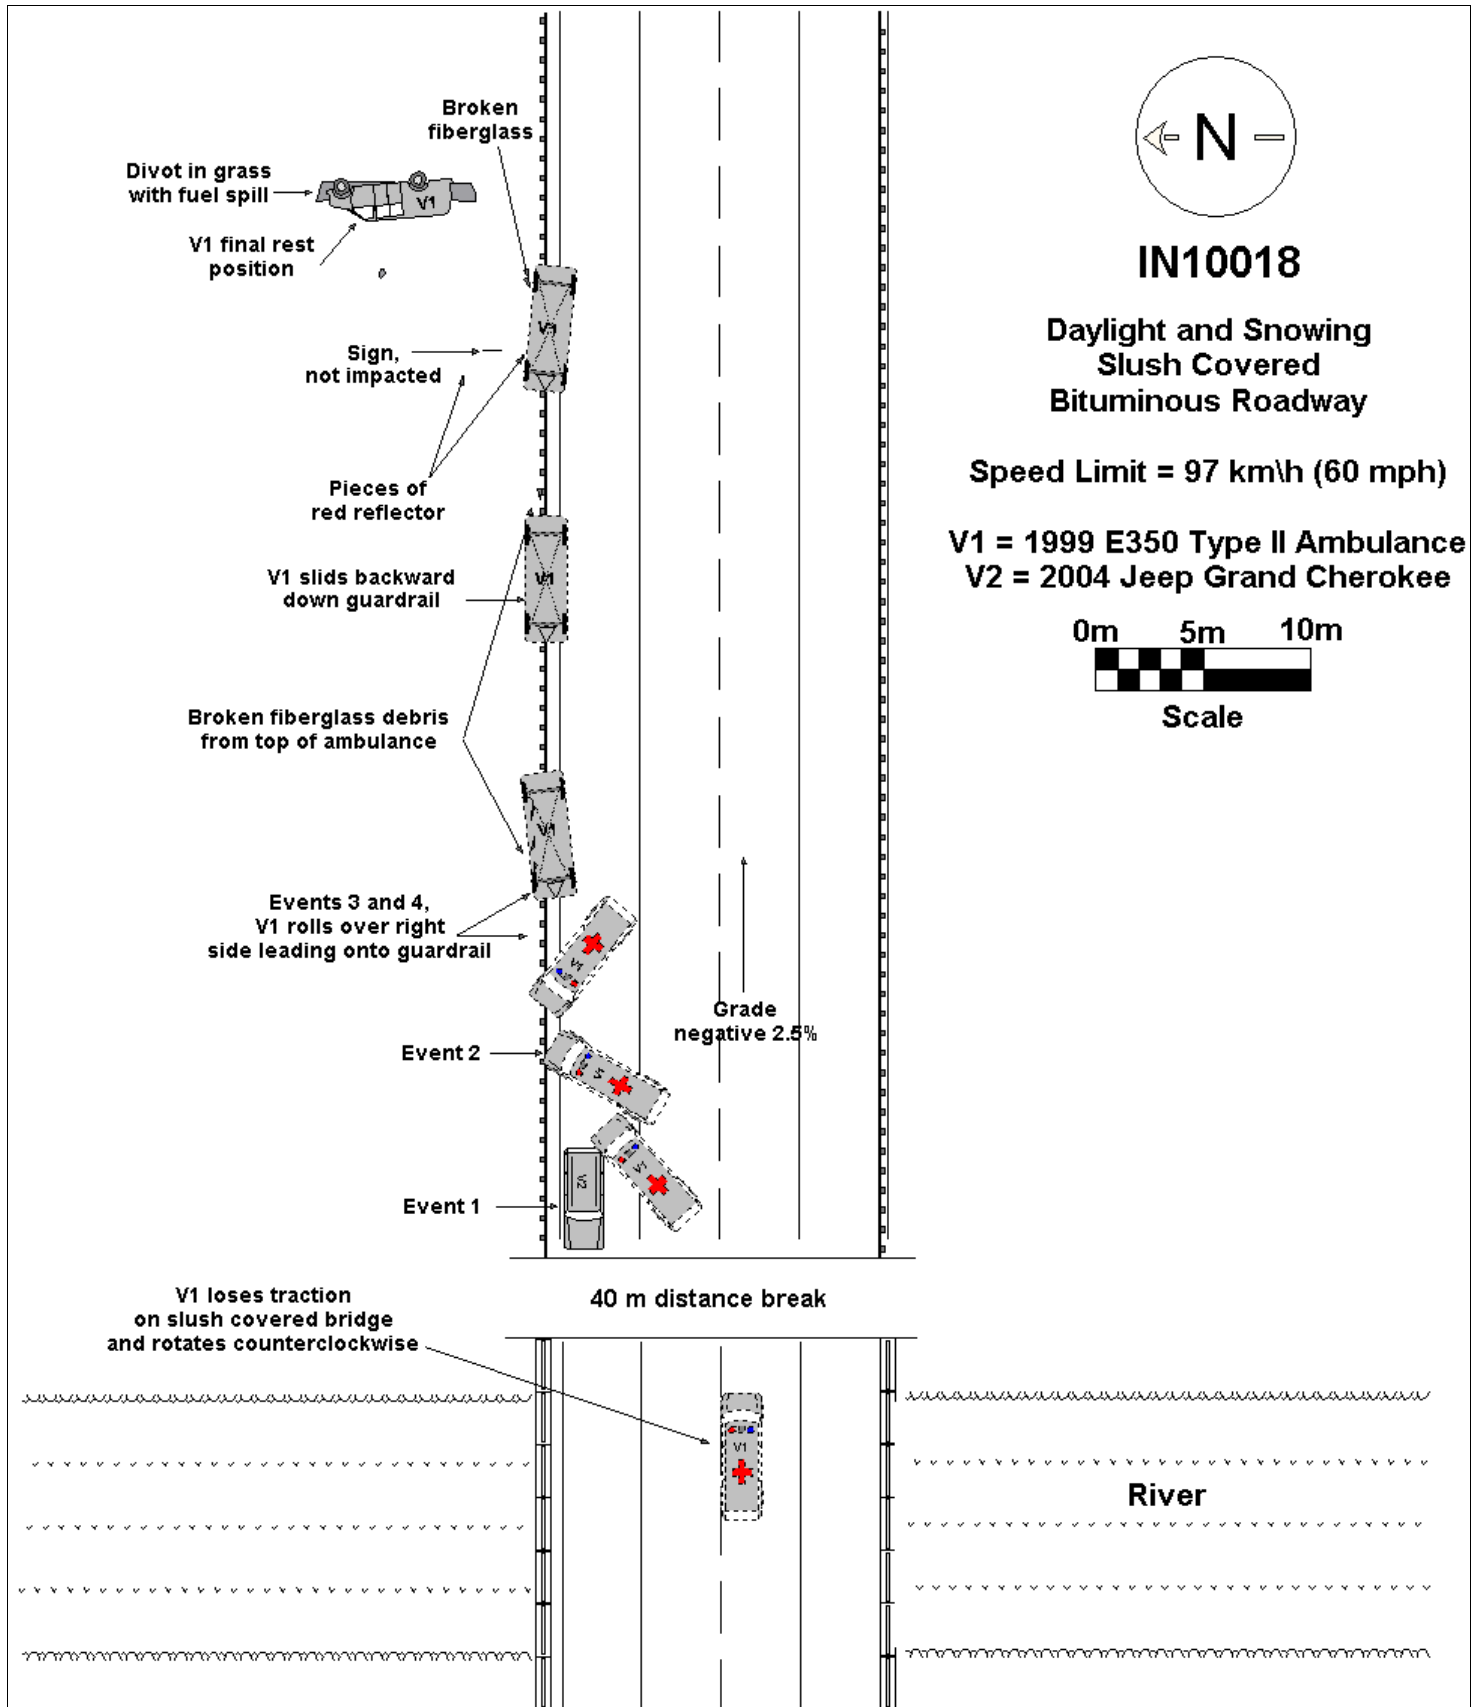 Broken
fiberglass
Divot in grass
with fuel spill
V1
V1 final rest
position
N
IN10018
Daylight and Snowing
Slush Covered
Bituminous Roadway
Speed Limit = 97 km\h (60 mph)
V1 = 1999 E350 Type II Ambulance
V2 = 2004 Jeep Grand Cherokee
0m 5m 10m
Scale
V1
Sign,
not impacted
Pieces of
red reflector
V1
V1 slids backward
down guardrail
Broken fiberglass debris
from top of ambulance
V1
Events 3 and 4,
V1 rolls over right
side leading onto guardrail
V1
Grade
negative 2.5%
Event 2
V1
V1
V2
Event 1
40 m distance break
V1 loses traction
on slush covered bridge
and rotates counterclockwise
V1
River